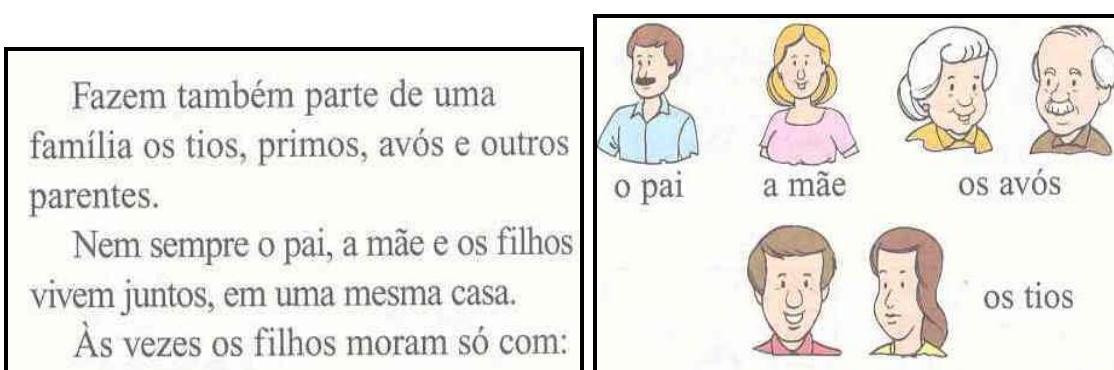 Fazem também parte de uma
família os tios, primos, avós e outros
parentes.
Nem sempre o pai, a mãe e os filhos
vivem juntos, em uma mesma casa.
Às vezes os filhos moram só com:
o pai
a mãe
os avós
os tios